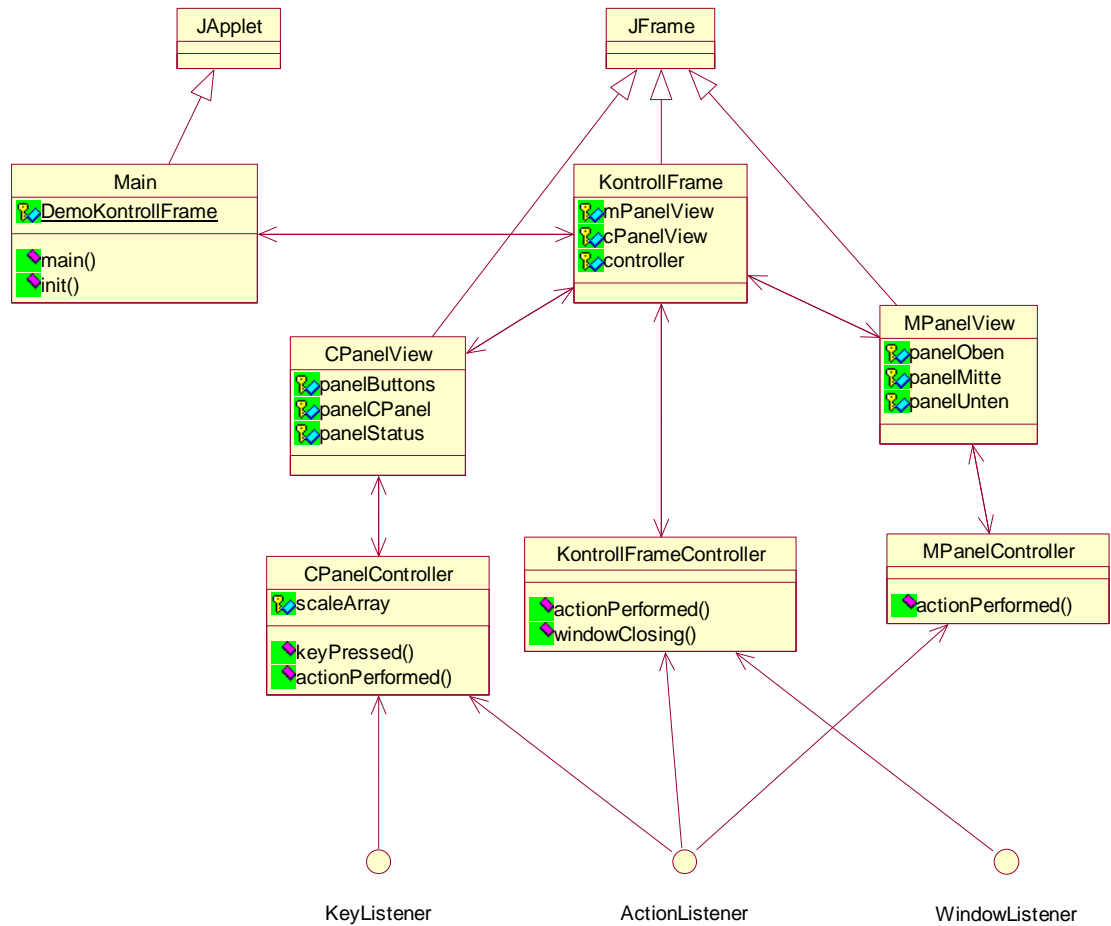 JApplet
JFrame
Main
DemoKontrollFrame
main()
init()
KontrollFrame
mPanelView
cPanelView
controller
CPanelView
panelButtons
panelCPanel
panelStatus
MPanelView
panelOben
panelMitte
panelUnten
CPanelController
scaleArray
keyPressed()
actionPerformed()
KontrollFrameController
actionPerformed()
windowClosing()
MPanelController
actionPerformed()
KeyListener
ActionListener
WindowListener